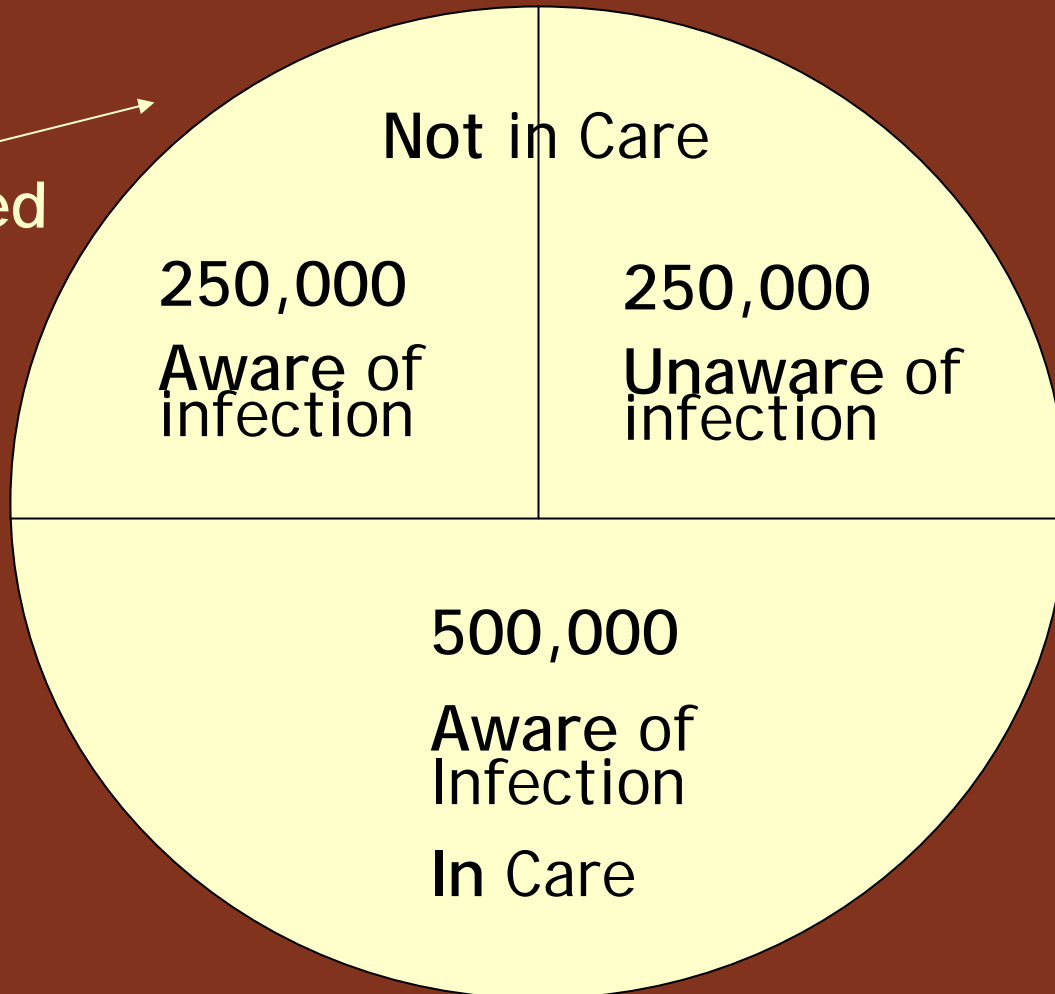 Not in Care
ed
250,000
Aware of
infection
250,000
Unaware of
infection
500,000
Aware of
Infection
In Care